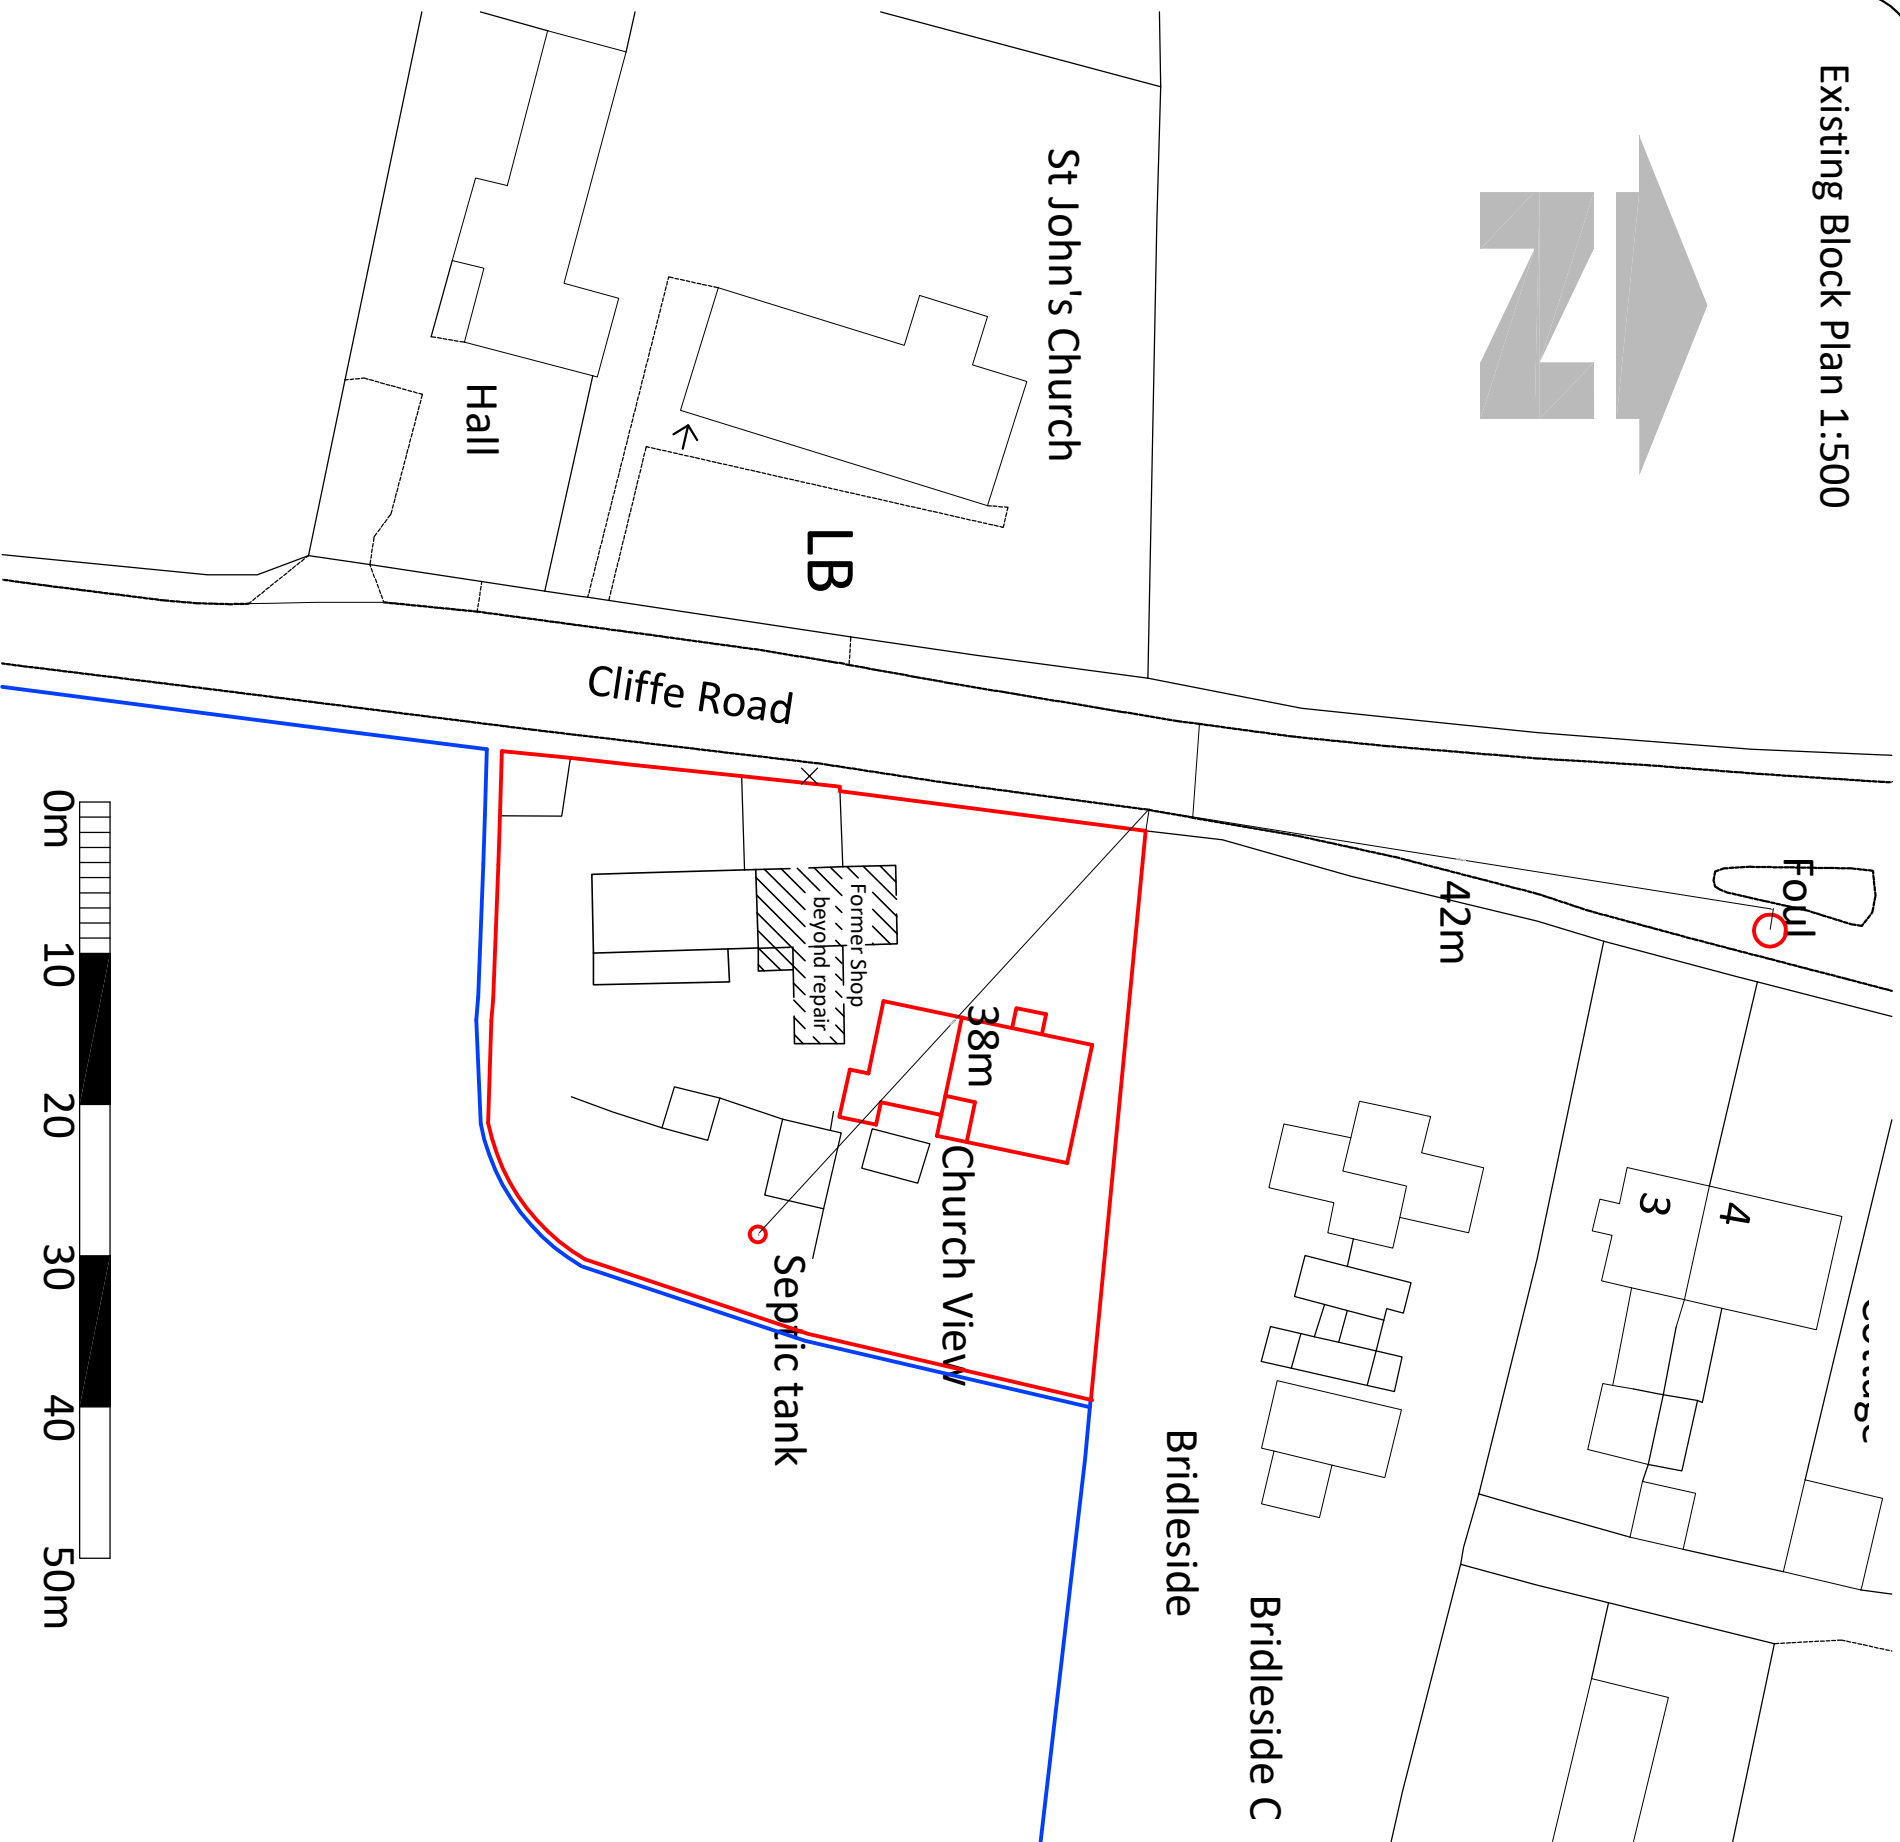 Existing Block Plan 1:500
N
Foul
42m
4
3
St John's Church
LB
Hall
Cliffe Road
Former Shop
beyond repair
38m
Church View
Septic tank
Bridleside
Bridleside C
0m
10
20
30
40
50m